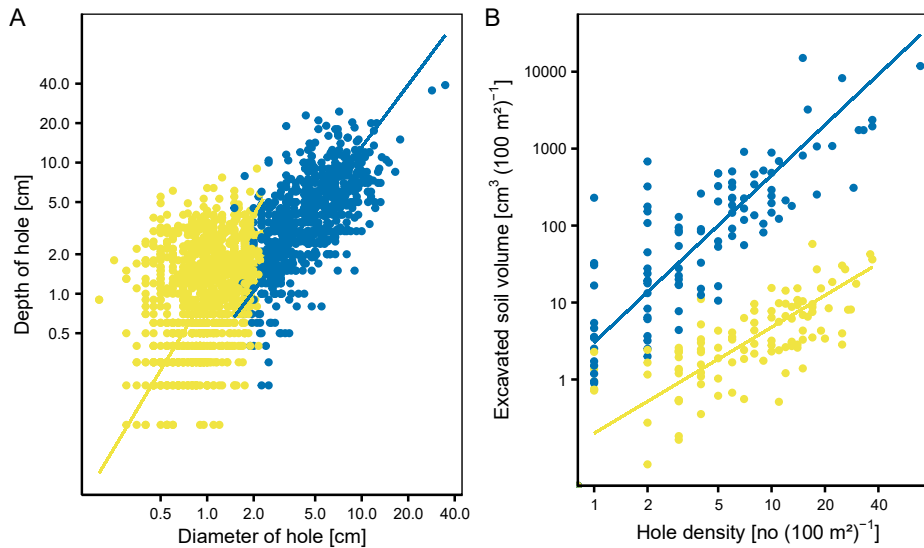 A
Depth of hole [cm]
40.0
20.0
10.0
5.0
2.0
1.0
0.5
0.5 1.0 2.0 5.0 10.0 20.0 40.0
Diameter of hole [cm]
B
Excavated soil volume [cm³ (100 m²)⁻¹]
10000
1000
100
10
1
1 2 5 10 20 40
Hole density [no (100 m²)⁻¹]